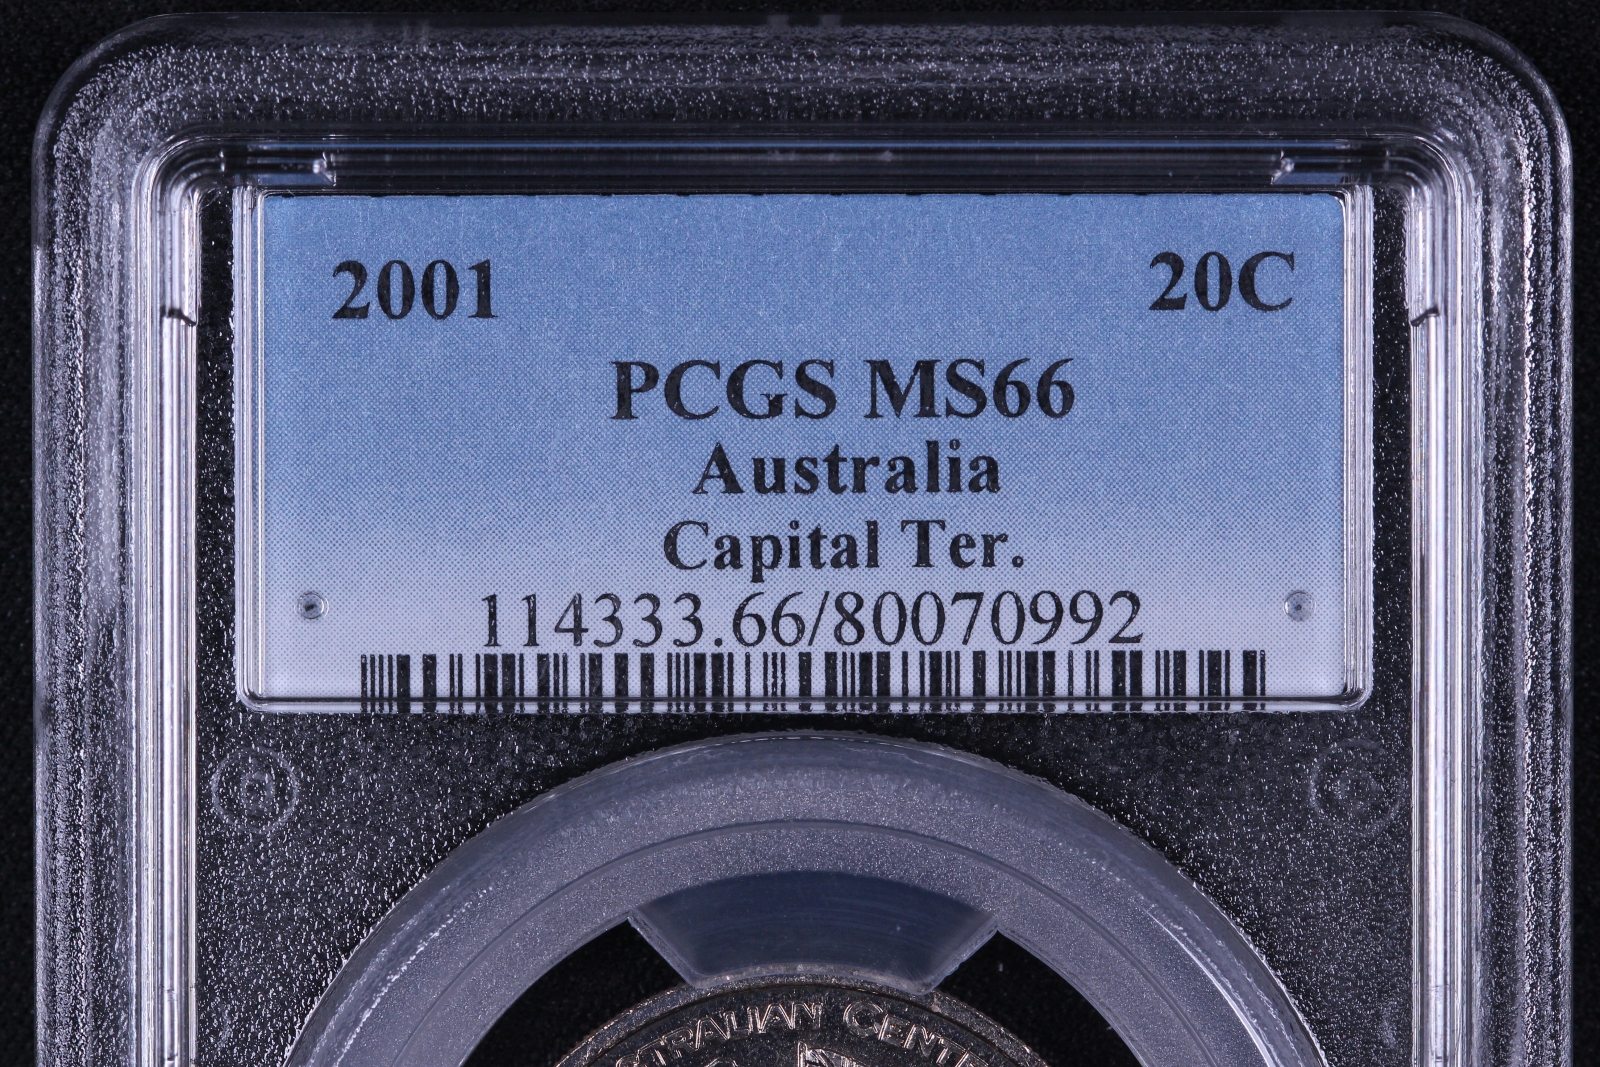 2001 20C
PCGS MS66
Australia
Capital Ter.
114333.66/80070992